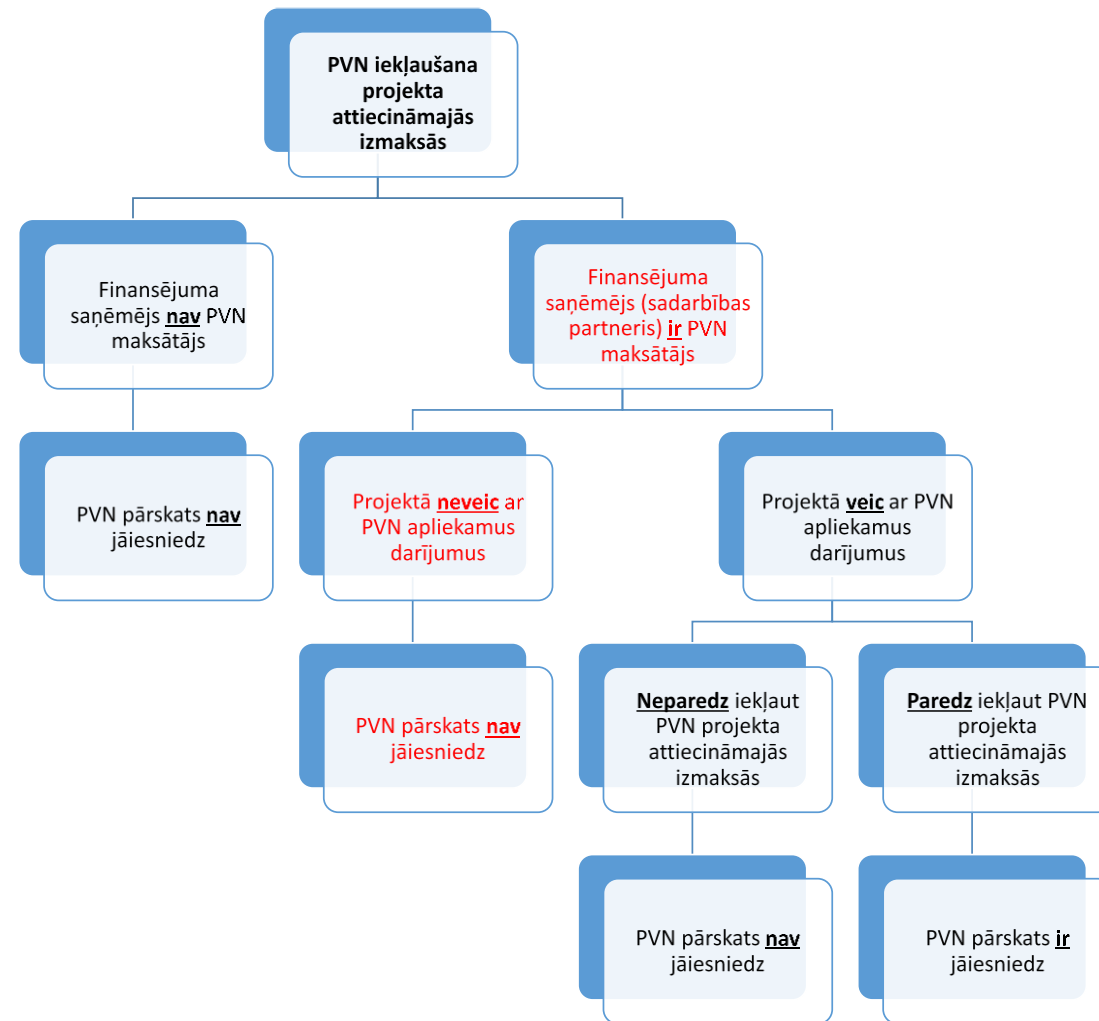 PVN iekļaušana
projekta
attiecināmajās
izmaksās
Finansējuma
saņēmējs nav PVN
maksātājs
Finansējuma
saņēmējs (sadarbības
partneris) ir PVN
maksātājs
PVN pārskats nav
jāiesniedz
Projektā neveic ar
PVN apliekamus
darījumus
Projektā veic ar PVN
apliekamus
darījumus
PVN pārskats nav
jāiesniedz
Neparedz iekļaut
PVN projekta
attiecināmajās
izmaksās
Paredz iekļaut PVN
projekta
attiecināmajās
izmaksās
PVN pārskats nav
jāiesniedz
PVN pārskats ir
jāiesniedz